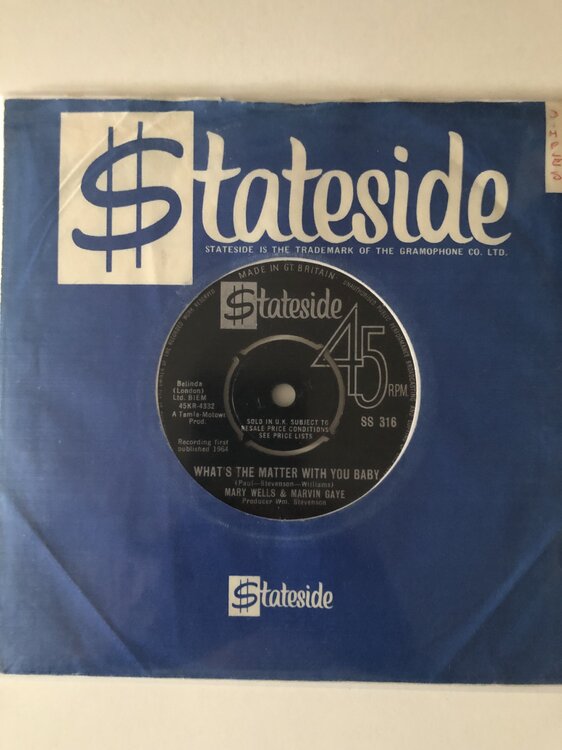 $tateside
STATESIDE IS THE TRADEMARK OF THE GRAMOPHONE CO. LTD.
MADE IN GT. BRITAIN
$tateside
45
RPM
Belinda
(London)
Ltd. BIEM
45XR-4332
A Tamla-Motown
Prod.
SS 316
SOLD IN U.K. SUBJECT TO
RESALE PRICE CONDITIONS
SEE PRICE LISTS
Recording first
published 1964
WHAT'S THE MATTER WITH YOU BABY
(Paul—Stevenson—Williams)
MARY WELLS & MARVIN GAYE
Producer Wm. Stevenson
$tateside